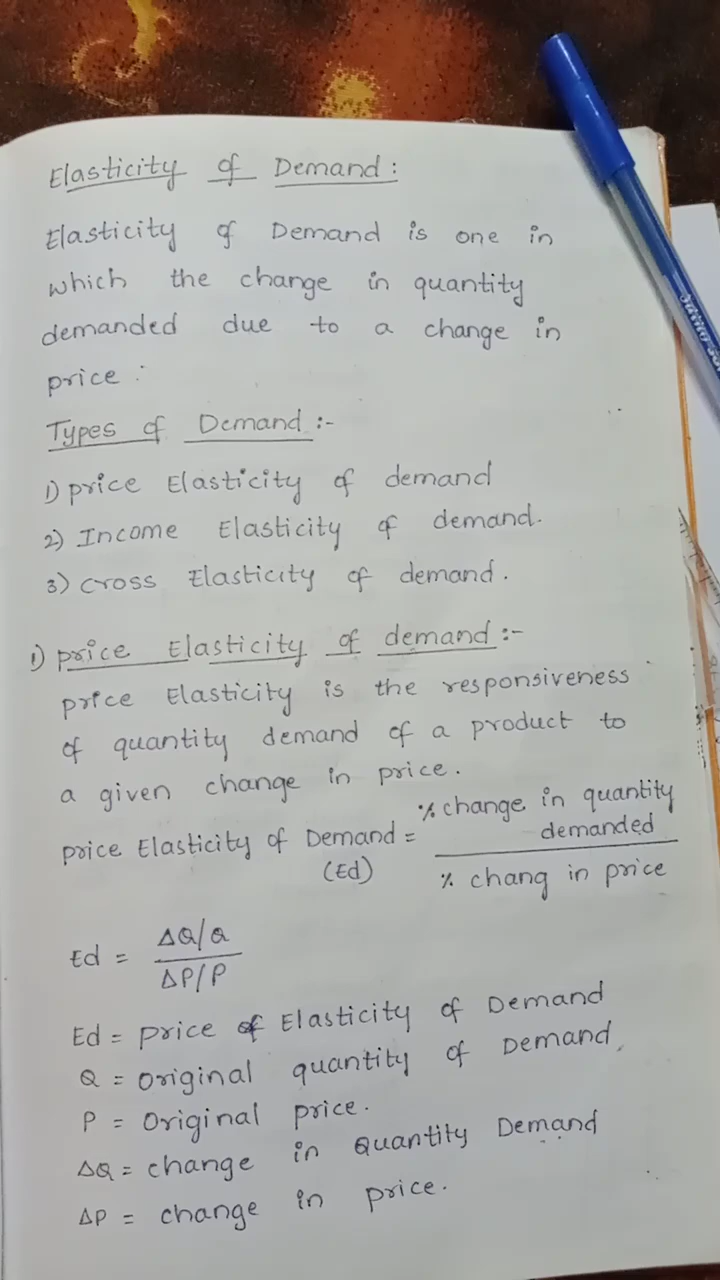 Elasticity of Demand:
Elasticity of Demand is one in
which the change in quantity
demanded due to a change in
price :
Types of Demand :-
1) price Elasticity of demand
2) Income Elasticity of demand.
3) cross Elasticity of demand.
1) price Elasticity of demand :-
price Elasticity is the responsiveness
of quantity demand of a product to
a given change in price.
price Elasticity of Demand = % change in quantity
demanded
(Ed)
% chang in price
Ed = ΔQ/Q
ΔP/P
Ed = price of Elasticity of Demand
Q = original quantity of Demand,
P = Original price.
ΔQ = change in Quantity Demand
ΔP = change in price.